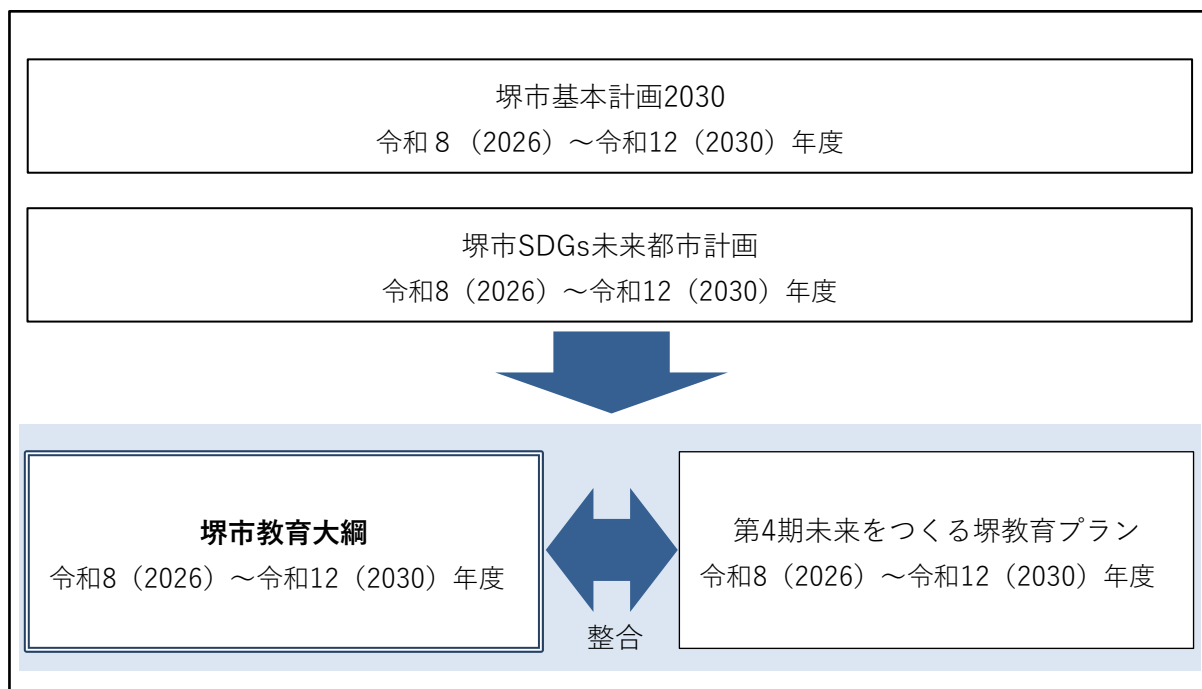 堺市基本計画2030
令和８（2026）～令和12（2030）年度
堺市SDGs未来都市計画
令和8（2026）～令和12（2030）年度
堺市教育大綱
令和8（2026）～令和12（2030）年度
整合
第4期未来をつくる堺教育プラン
令和8（2026）～令和12（2030）年度